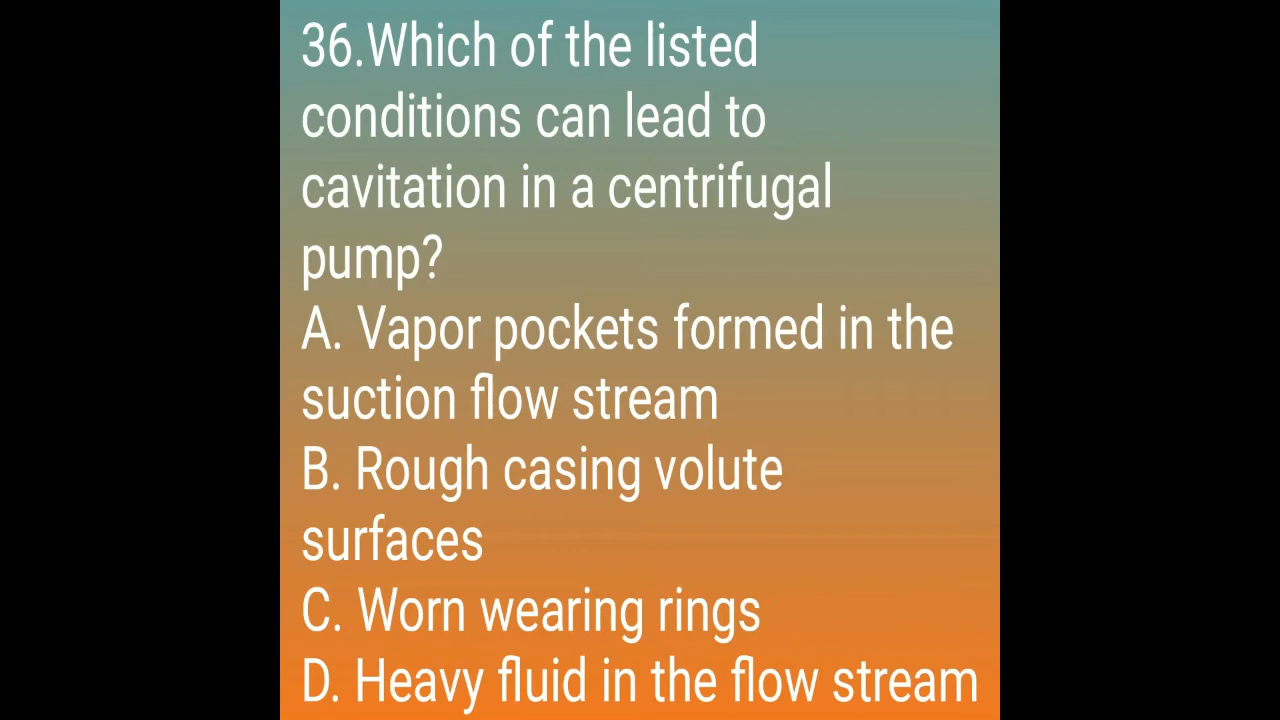 36.Which of the listed
conditions can lead to
cavitation in a centrifugal
pump?
A. Vapor pockets formed in the
suction flow stream
B. Rough casing volute
surfaces
C. Worn wearing rings
D. Heavy fluid in the flow stream